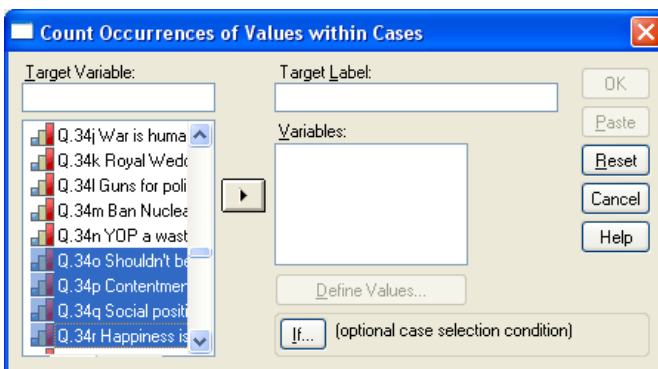 Count Occurrences of Values within Cases
Target Variable:
Target Label:
OK
Paste
Reset
Cancel
Help
Q.34j War is huma
Q.34k Royal Wedd
Q.34l Guns for poli
Q.34m Ban Nuclea
Q.34n YOP a wast
Q.34o Shouldn't be
Q.34p Contentmer
Q.34q Social positi
Q.34r Happiness is
Variables:
Define Values...
If... (optional case selection condition)